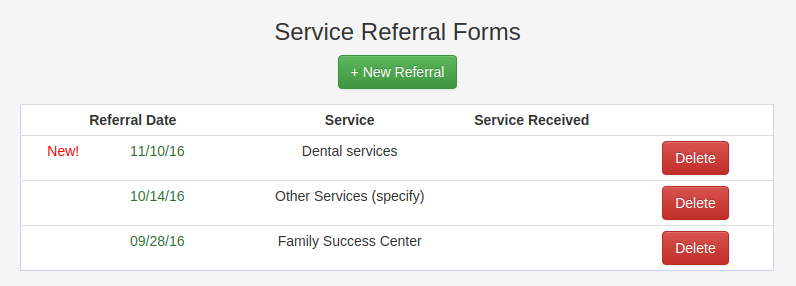 Service Referral Forms
+ New Referral
Referral Date Service Service Received
New! 11/10/16 Dental services Delete
10/14/16 Other Services (specify) Delete
09/28/16 Family Success Center Delete